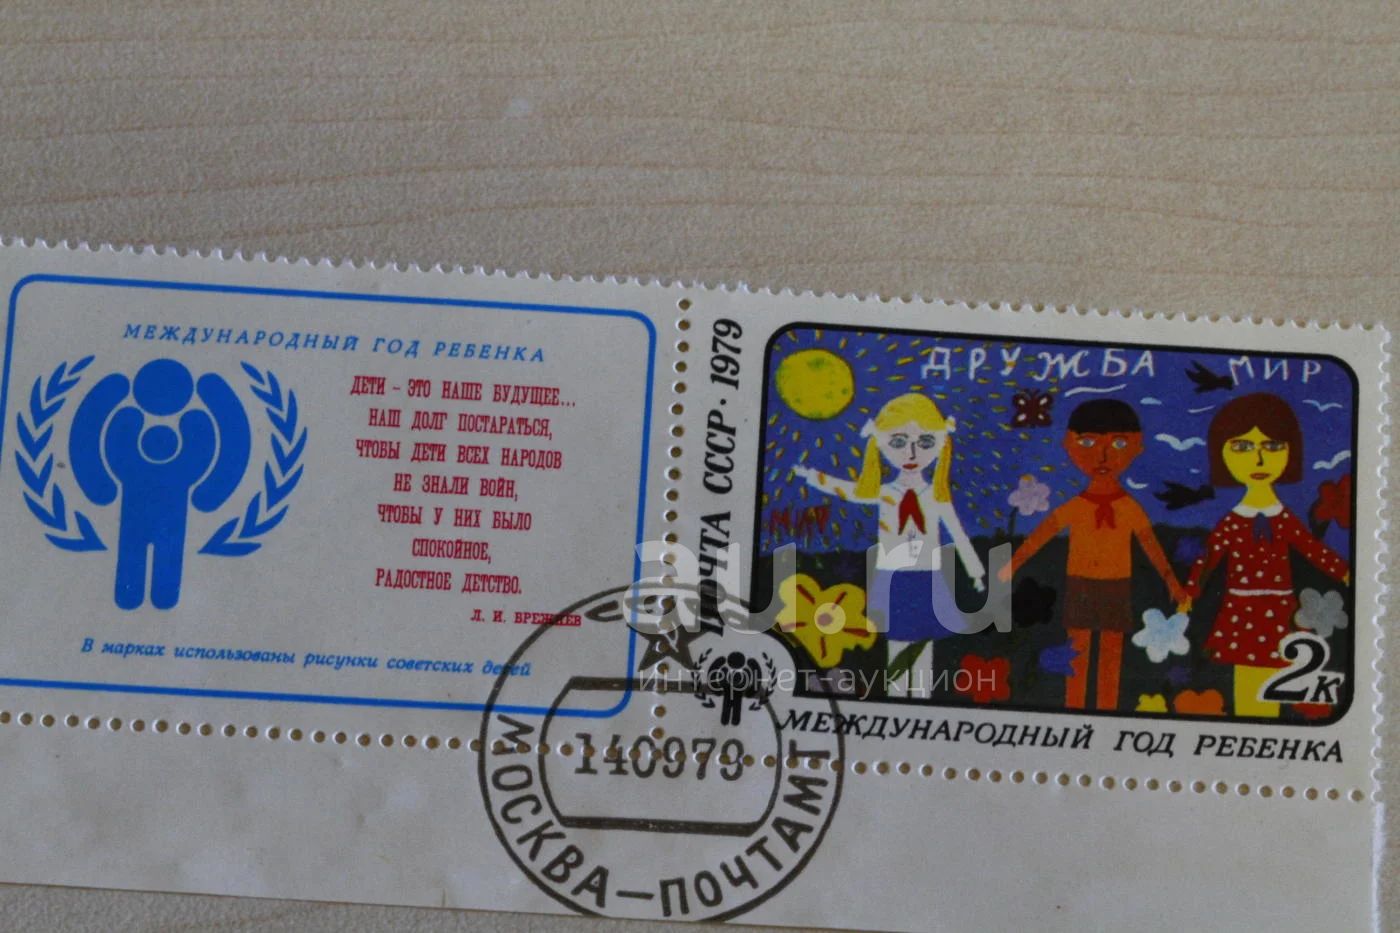 МЕЖДУНАРОДНЫЙ ГОД РЕБЕНКА
ДЕТИ – ЭТО НАШЕ БУДУЩЕЕ...
НАШ ДОЛГ ПОСТАРАТЬСЯ,
ЧТОБЫ ДЕТИ ВСЕХ НАРОДОВ
НЕ ЗНАЛИ ВОЙН,
ЧТОБЫ У НИХ БЫЛО
СПОКОЙНОЕ,
РАДОСТНОЕ ДЕТСТВО.
Л. И. БРЕЖНЕВ
В марках использованы рисунки советских детей
ПОЧТА СССР · 1979
ДРУЖБА МИР
МИР
2к
МЕЖДУНАРОДНЫЙ ГОД РЕБЕНКА
СССР
140979
МОСКВА – ПОЧТАМТ
au.ru
интернет-аукцион